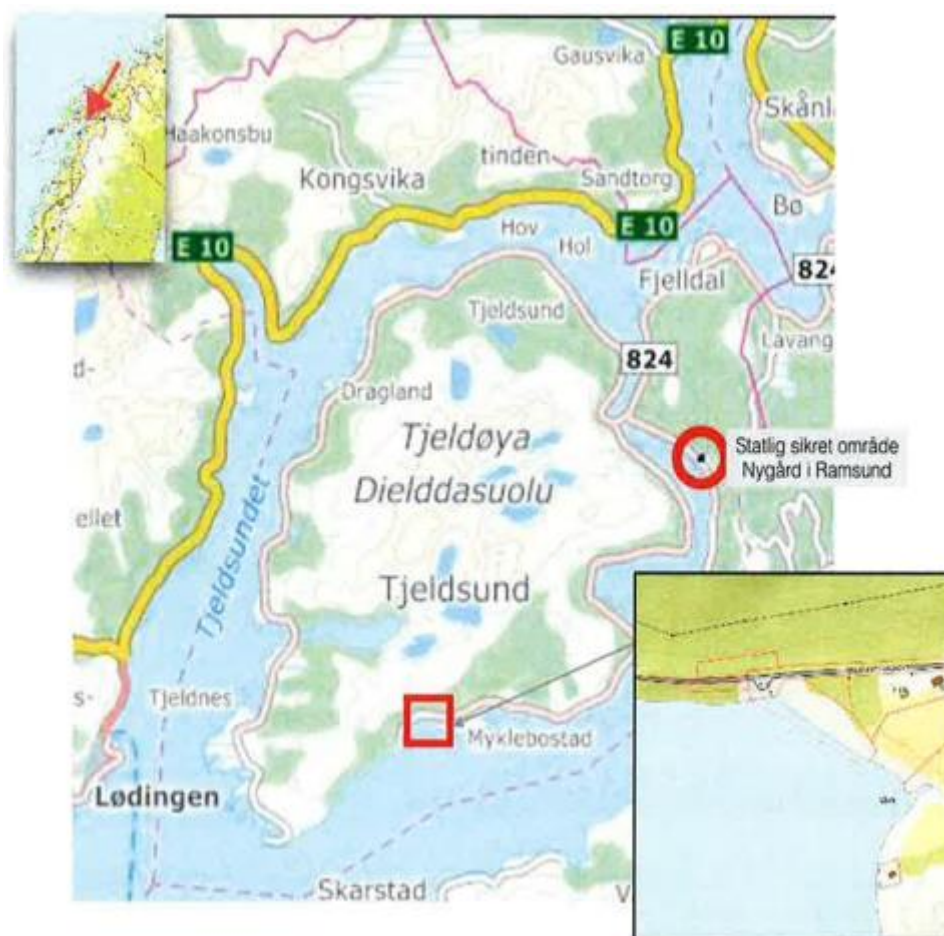 E 10
Gausvika
Skånl
Haakonsbu
tinden
Kongsvika
Sandtorg
Bø
E 10
Hov
E 10
Hol
Fjelldal
824
Tjeldsund
Lavang
824
d-
Dragland
Tjeldøya
Dielddasuolu
Statlig sikret område
Nygård i Ramsund
ellet
Tjeldsundet
Tjeldsund
s-
Tjeldnes
Myklebostad
Lødingen
Skarstad
V